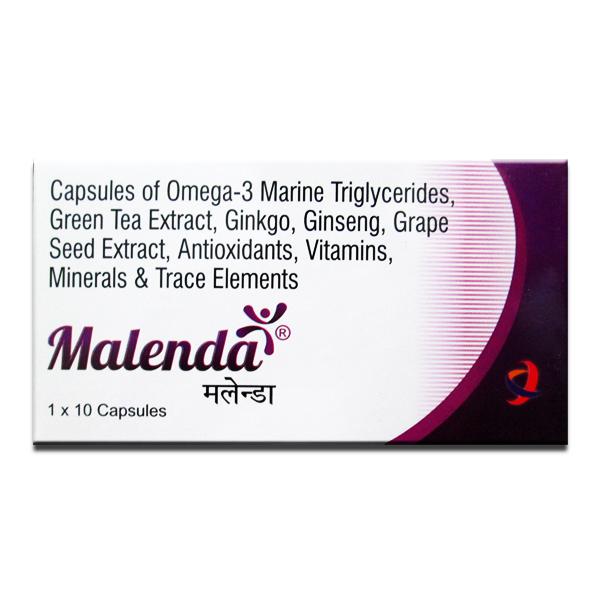 Capsules of Omega-3 Marine Triglycerides,
Green Tea Extract, Ginkgo, Ginseng, Grape
Seed Extract, Antioxidants, Vitamins,
Minerals & Trace Elements
Malenda®
मलेन्डा
1 x 10 Capsules